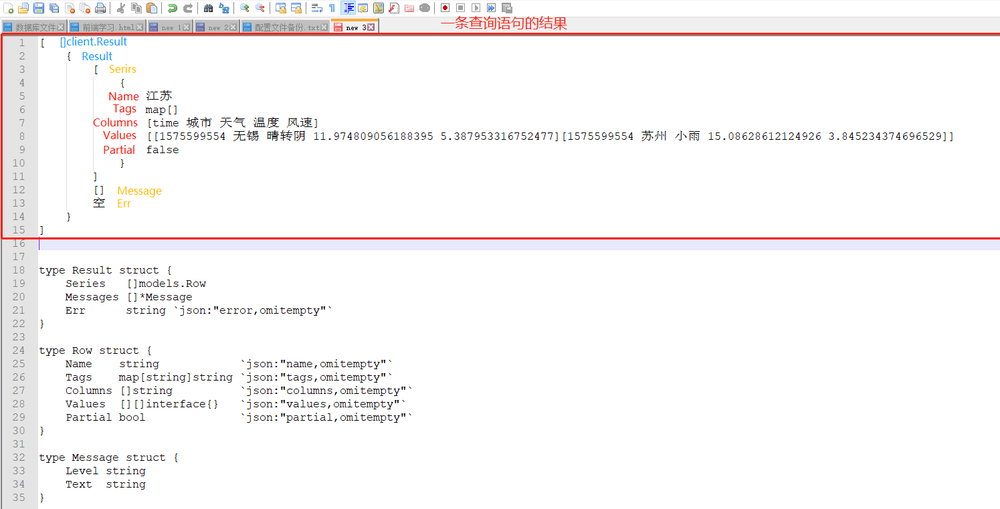 数据库文件 前端学习.html new 1 new 2 配置文件备份.txt new 3 一条查询语句的结果
1 [ []client.Result
2 { Result
3 [ Serirs
4 {
5 Name 江苏
6 Tags map[]
7 Columns [time 城市 天气 温度 风速]
8 Values [[1575599554 无锡 晴转阴 11.974809056188395 5.387953316752477][1575599554 苏州 小雨 15.08628612124926 3.845234374696529]]
9 Partial false
10 }
11 ]
12 [] Message
13 空 Err
14 }
15 ]
16
17
18 type Result struct {
19 Series []models.Row
20 Messages []*Message
21 Err string `json:"error,omitempty"`
22 }
23
24 type Row struct {
25 Name string `json:"name,omitempty"`
26 Tags map[string]string `json:"tags,omitempty"`
27 Columns []string `json:"columns,omitempty"`
28 Values [][]interface{} `json:"values,omitempty"`
29 Partial bool `json:"partial,omitempty"`
30 }
31
32 type Message struct {
33 Level string
34 Text string
35 }